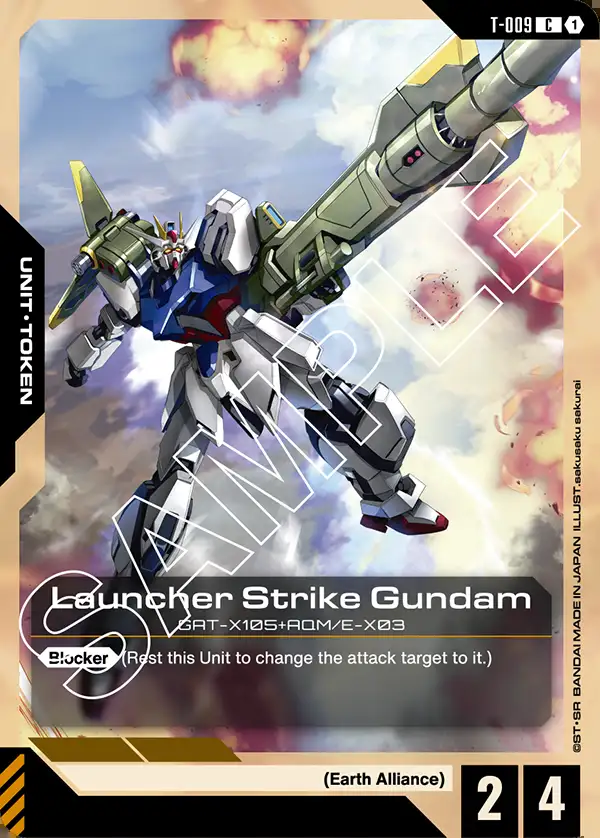 T-009 C 1
UNIT・TOKEN
SAMPLE
Launcher Strike Gundam
GAT-X105+AQM/E-X03
Blocker (Rest this Unit to change the attack target to it.)
(Earth Alliance)
2 4
©ST・SR BANDAI MADE IN JAPAN ILLUST.sakusaku sakurai